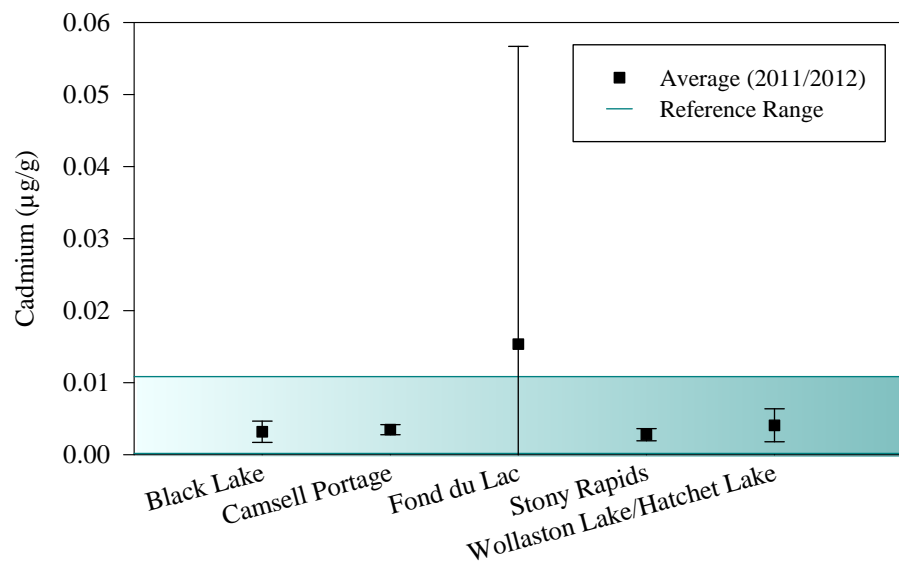 0.06
0.05
0.04
0.03
0.02
0.01
0.00
Cadmium (µg/g)
Average (2011/2012)
Reference Range
Black Lake
Camsell Portage
Fond du Lac
Stony Rapids
Wollaston Lake/Hatchet Lake